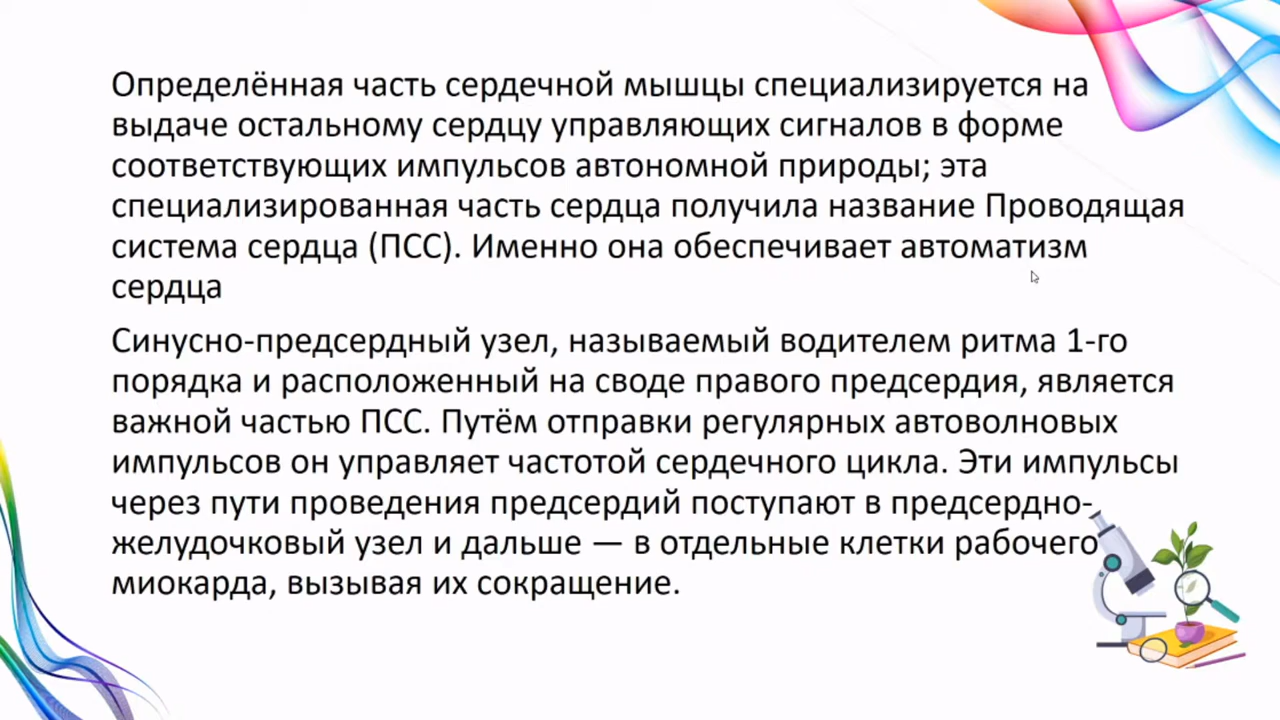 Определённая часть сердечной мышцы специализируется на
выдаче остальному сердцу управляющих сигналов в форме
соответствующих импульсов автономной природы; эта
специализированная часть сердца получила название Проводящая
система сердца (ПСС). Именно она обеспечивает автоматизм
сердца
Синусно-предсердный узел, называемый водителем ритма 1-го
порядка и расположенный на своде правого предсердия, является
важной частью ПСС. Путём отправки регулярных автоволновых
импульсов он управляет частотой сердечного цикла. Эти импульсы
через пути проведения предсердий поступают в предсердно-
желудочковый узел и дальше — в отдельные клетки рабочего
миокарда, вызывая их сокращение.